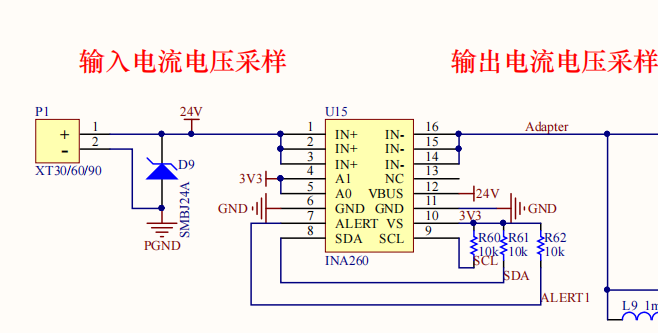 输入电流电压采样
输出电流电压采样
P1
24V
U15
+ 1
- 2
XT30/60/90
D9
SMBJ24A
PGND
1 IN+ IN- 16
2 IN+ IN- 15
3 IN+ IN- 14
3V3 4 A1 NC 13
5 A0 VBUS 12 24V
GND 6 GND GND 11 GND
7 ALERT VS 10 3V3
8 SDA SCL 9
INA260
Adapter
R60 R61 R62
10k 10k 10k
SCL
SDA
ALERT1
L9 1m